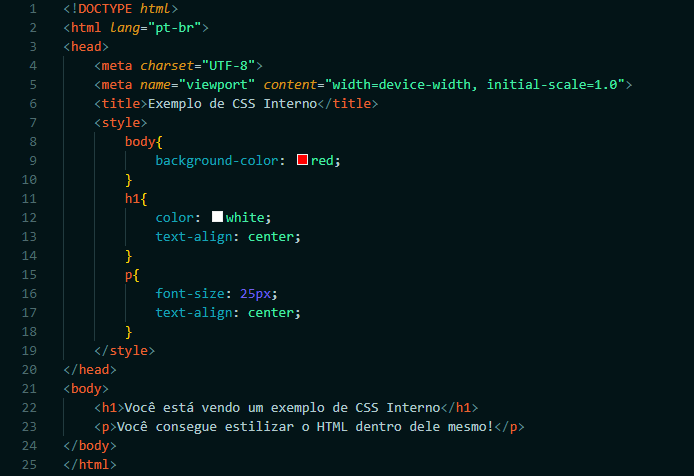 1 <!DOCTYPE html>
2 <html lang="pt-br">
3 <head>
4     <meta charset="UTF-8">
5     <meta name="viewport" content="width=device-width, initial-scale=1.0">
6     <title>Exemplo de CSS Interno</title>
7     <style>
8         body{
9             background-color: red;
10         }
11         h1{
12             color: white;
13             text-align: center;
14         }
15         p{
16             font-size: 25px;
17             text-align: center;
18         }
19     </style>
20 </head>
21 <body>
22     <h1>Você está vendo um exemplo de CSS Interno</h1>
23     <p>Você consegue estilizar o HTML dentro dele mesmo!</p>
24 </body>
25 </html>